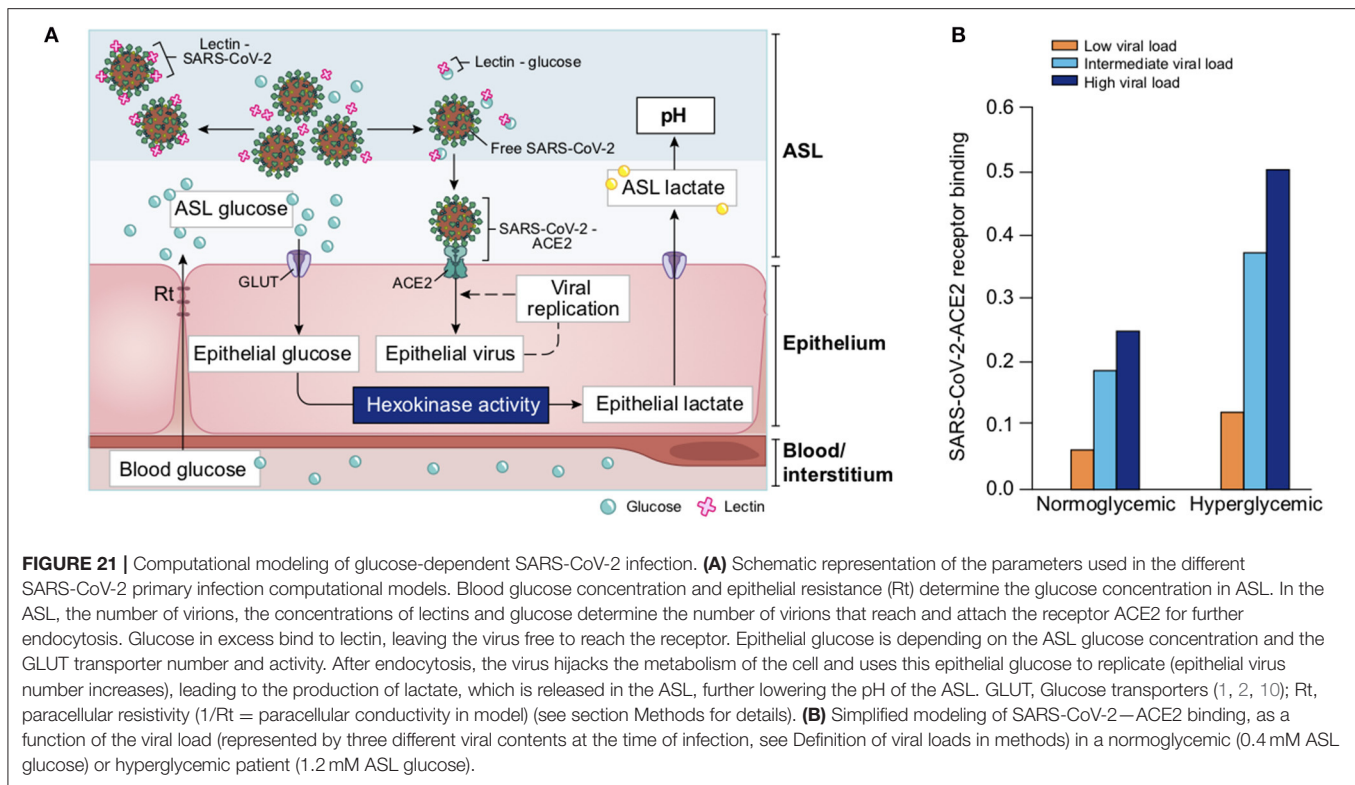 A
Lectin -
SARS-CoV-2
Lectin - glucose
pH
Free SARS-CoV-2
ASL
ASL lactate
ASL glucose
SARS-CoV-2 -
ACE2
GLUT
ACE2
Rt
Viral
replication
Epithelial glucose
Epithelial virus
Epithelium
Hexokinase activity
Epithelial lactate
Blood glucose
Blood/
interstitium
Glucose
Lectin
B
Low viral load
Intermediate viral load
High viral load
SARS-CoV-2-ACE2 receptor binding
0.6
0.5
0.4
0.3
0.2
0.1
0.0
Normoglycemic
Hyperglycemic
FIGURE 21 | Computational modeling of glucose-dependent SARS-CoV-2 infection. (A) Schematic representation of the parameters used in the different
SARS-CoV-2 primary infection computational models. Blood glucose concentration and epithelial resistance (Rt) determine the glucose concentration in ASL. In the
ASL, the number of virions, the concentrations of lectins and glucose determine the number of virions that reach and attach the receptor ACE2 for further
endocytosis. Glucose in excess bind to lectin, leaving the virus free to reach the receptor. Epithelial glucose is depending on the ASL glucose concentration and the
GLUT transporter number and activity. After endocytosis, the virus hijacks the metabolism of the cell and uses this epithelial glucose to replicate (epithelial virus
number increases), leading to the production of lactate, which is released in the ASL, further lowering the pH of the ASL. GLUT, Glucose transporters (1, 2, 10); Rt,
paracellular resistivity (1/Rt = paracellular conductivity in model) (see section Methods for details). (B) Simplified modeling of SARS-CoV-2—ACE2 binding, as a
function of the viral load (represented by three different viral contents at the time of infection, see Definition of viral loads in methods) in a normoglycemic (0.4 mM ASL
glucose) or hyperglycemic patient (1.2 mM ASL glucose).